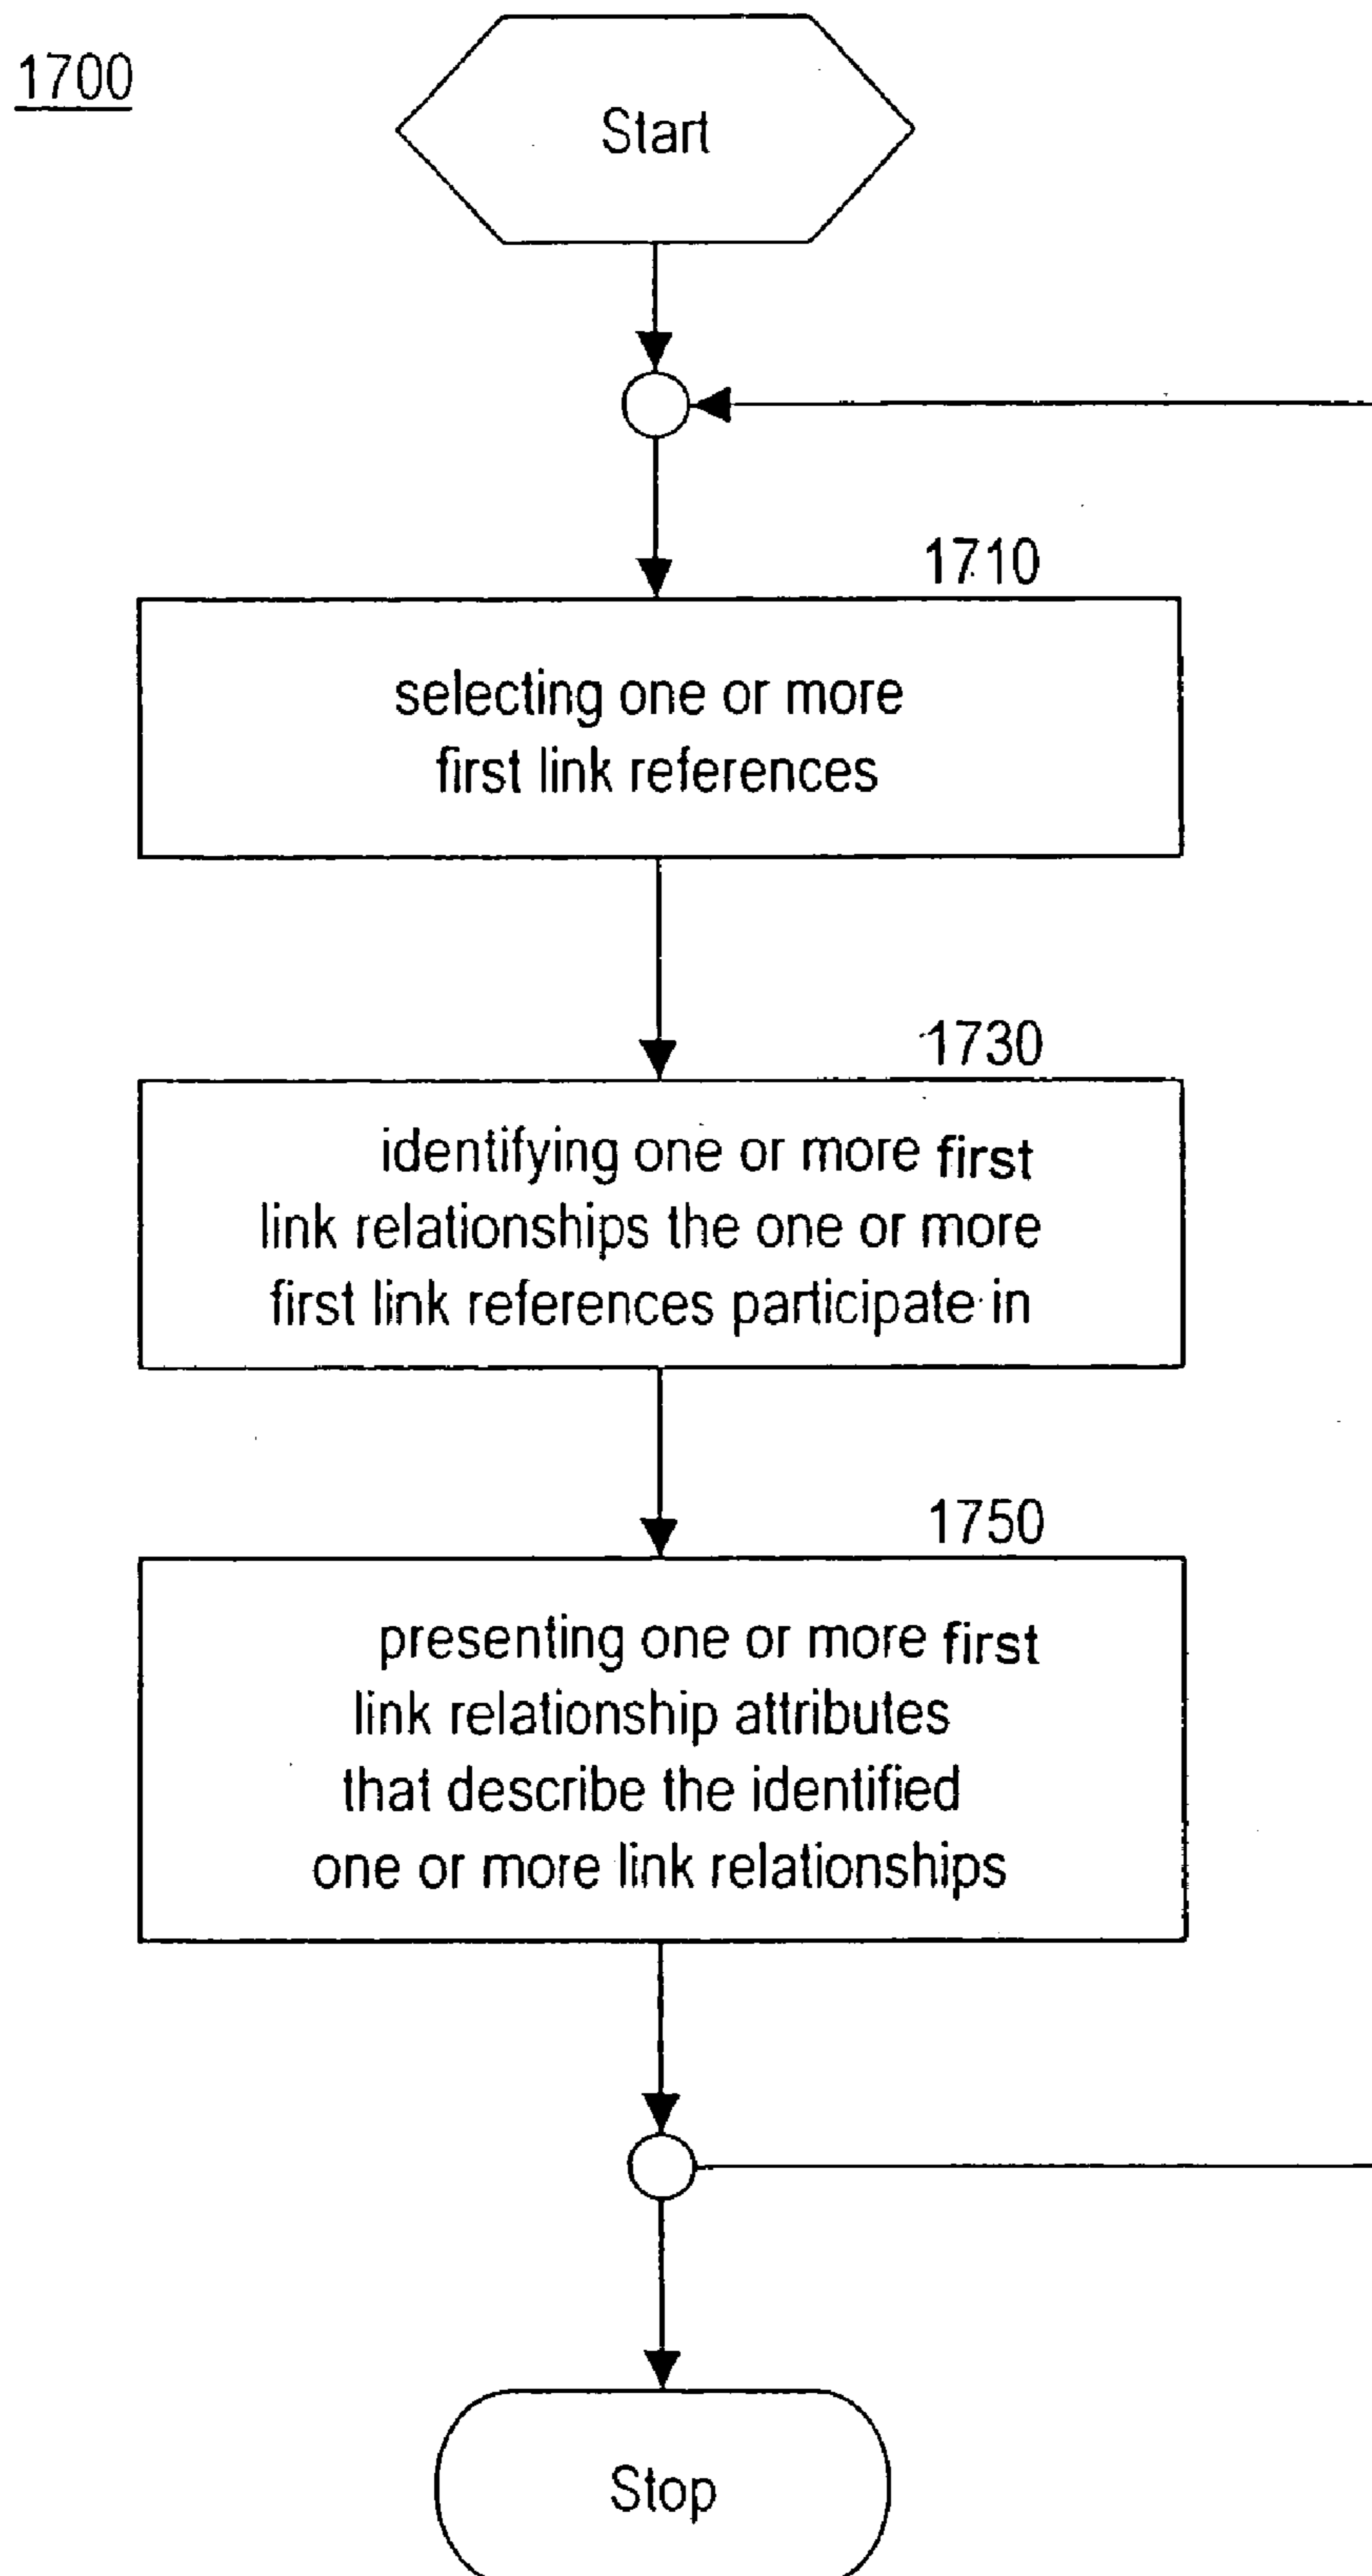 1700
Start
1710
selecting one or more
first link references
1730
identifying one or more first
link relationships the one or more
first link references participate in
1750
presenting one or more first
link relationship attributes
that describe the identified
one or more link relationships
Stop